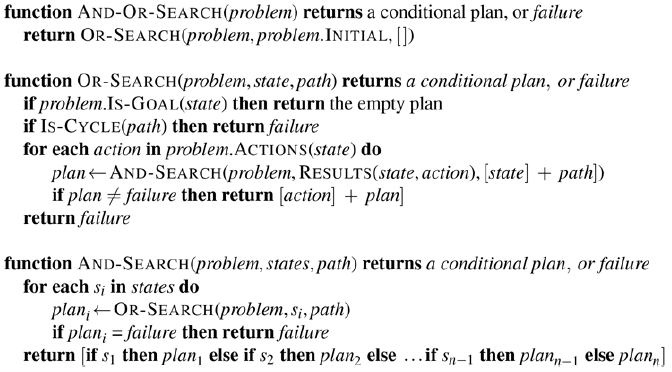 function AND-OR-SEARCH(problem) returns a conditional plan, or failure
return OR-SEARCH(problem, problem.INITIAL, [ ])
function OR-SEARCH(problem, state, path) returns a conditional plan, or failure
if problem.IS-GOAL(state) then return the empty plan
if IS-CYCLE(path) then return failure
for each action in problem.ACTIONS(state) do
plan ← AND-SEARCH(problem, RESULTS(state, action), [state] + path])
if plan ≠ failure then return [action] + plan]
return failure
function AND-SEARCH(problem, states, path) returns a conditional plan, or failure
for each sᵢ in states do
planᵢ ← OR-SEARCH(problem, sᵢ, path)
if planᵢ = failure then return failure
return [if s₁ then plan₁ else if s₂ then plan₂ else …if sₙ₋₁ then planₙ₋₁ else planₙ]